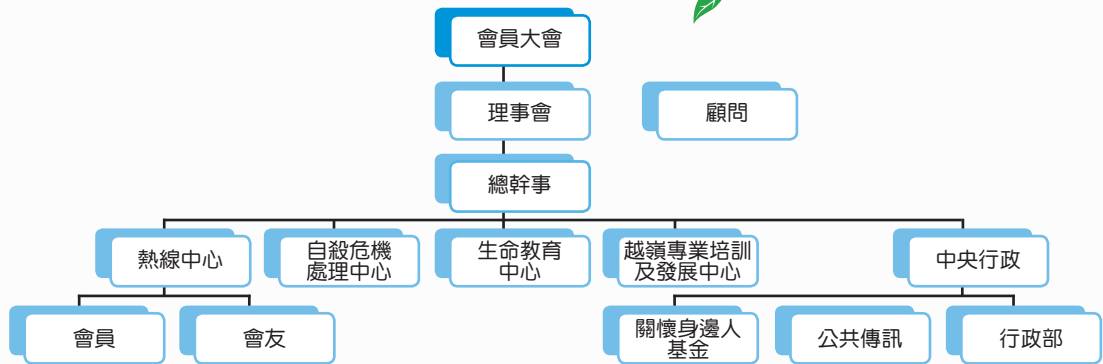 會員大會
理事會
顧問
總幹事
熱線中心
自殺危機
處理中心
生命教育
中心
越嶺專業培訓
及發展中心
中央行政
會員
會友
關懷身邊人
基金
公共傳訊
行政部